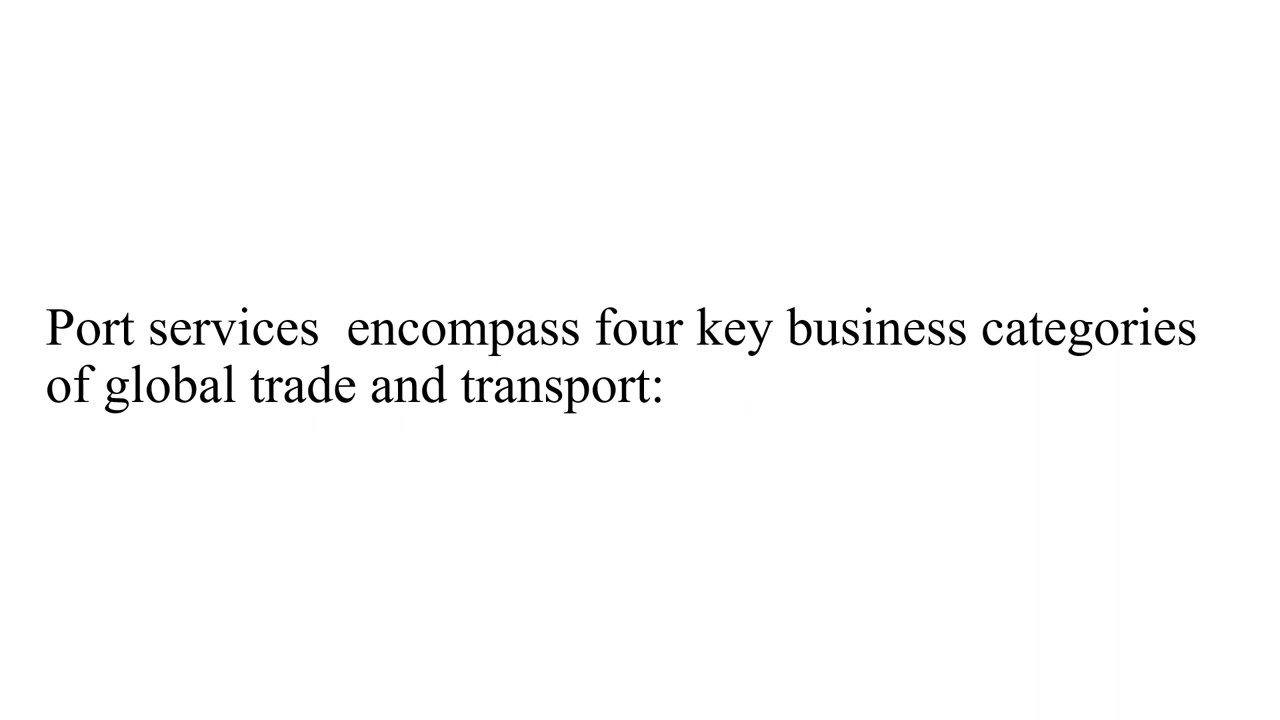 Port services  encompass four key business categories
of global trade and transport: